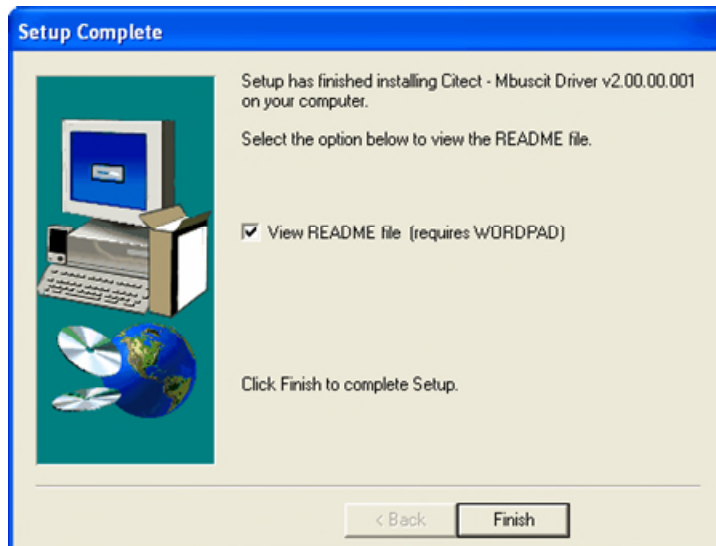 Setup Complete
Setup has finished installing Citect - Mbuscit Driver v2.00.00.001
on your computer.
Select the option below to view the README file.
View README file (requires WORDPAD)
Click Finish to complete Setup.
< Back
Finish